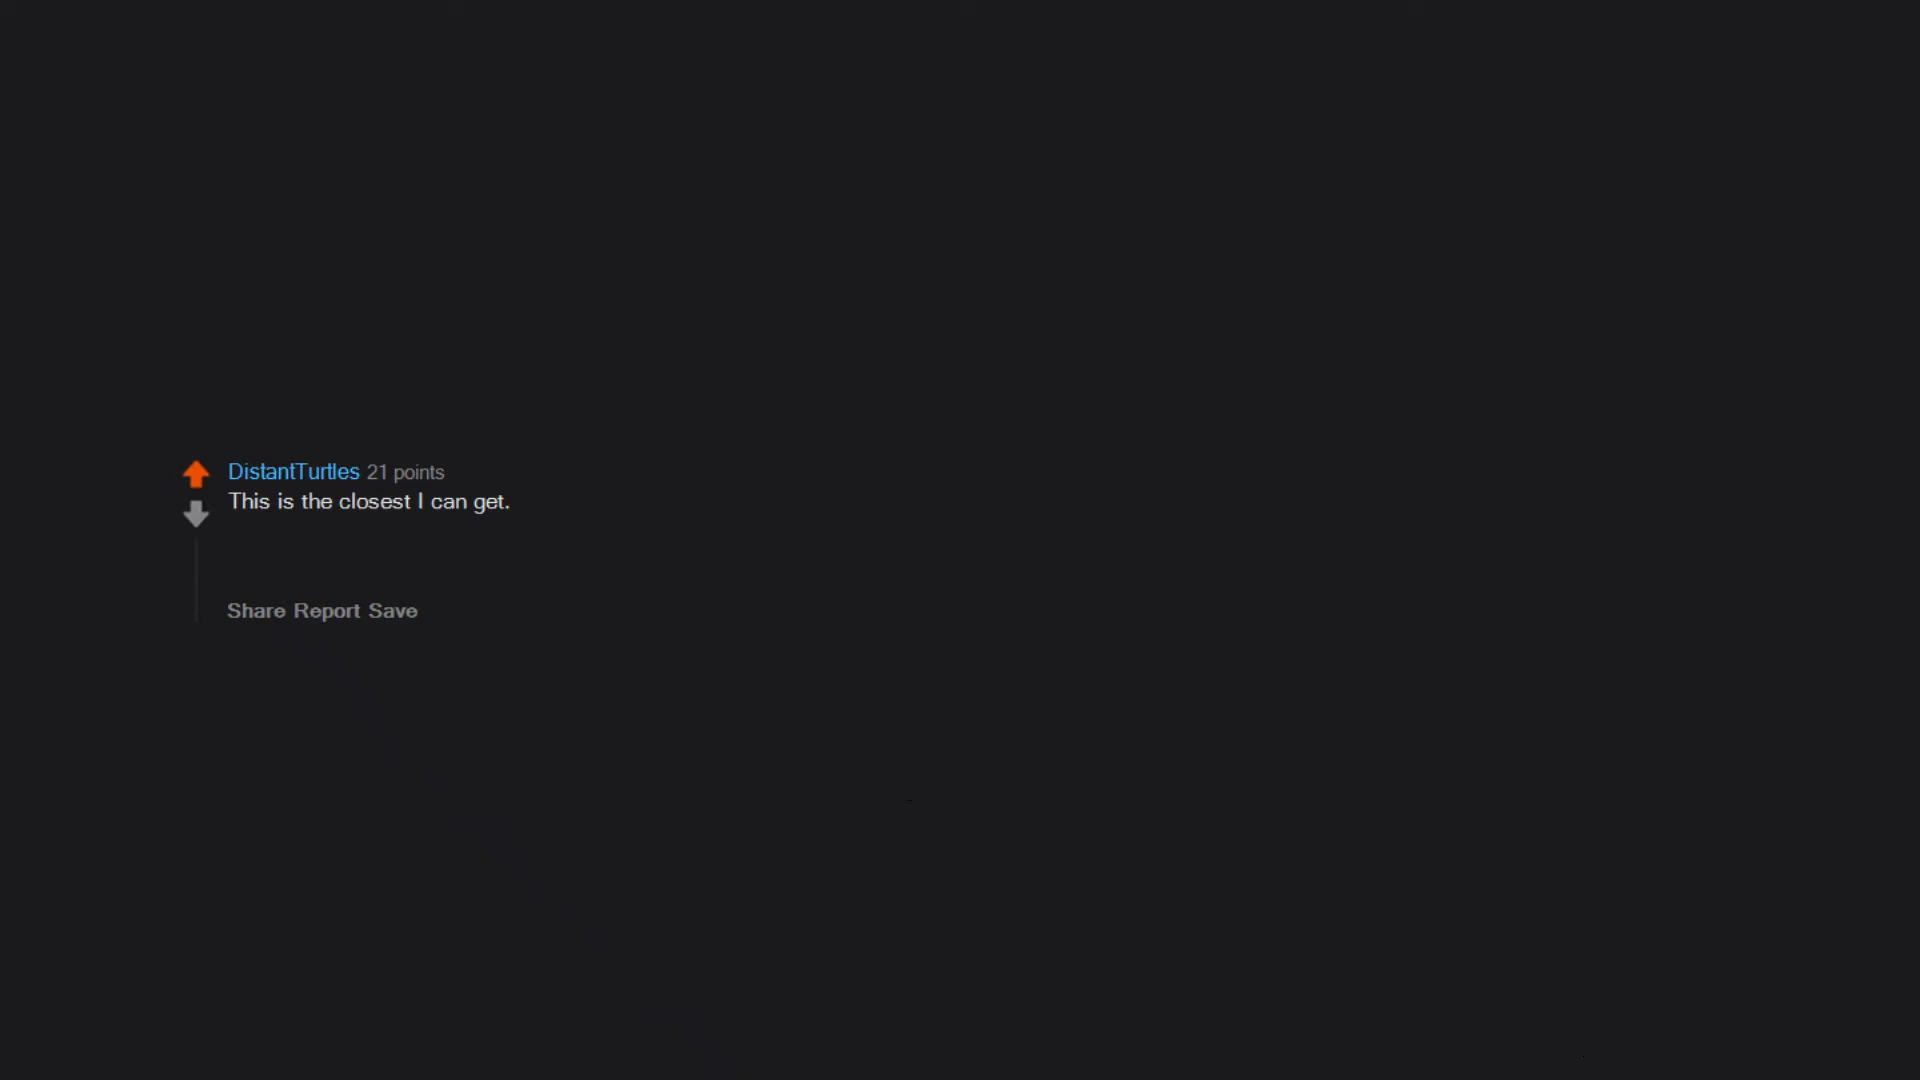 DistantTurtles 21 points
This is the closest I can get.
Share Report Save